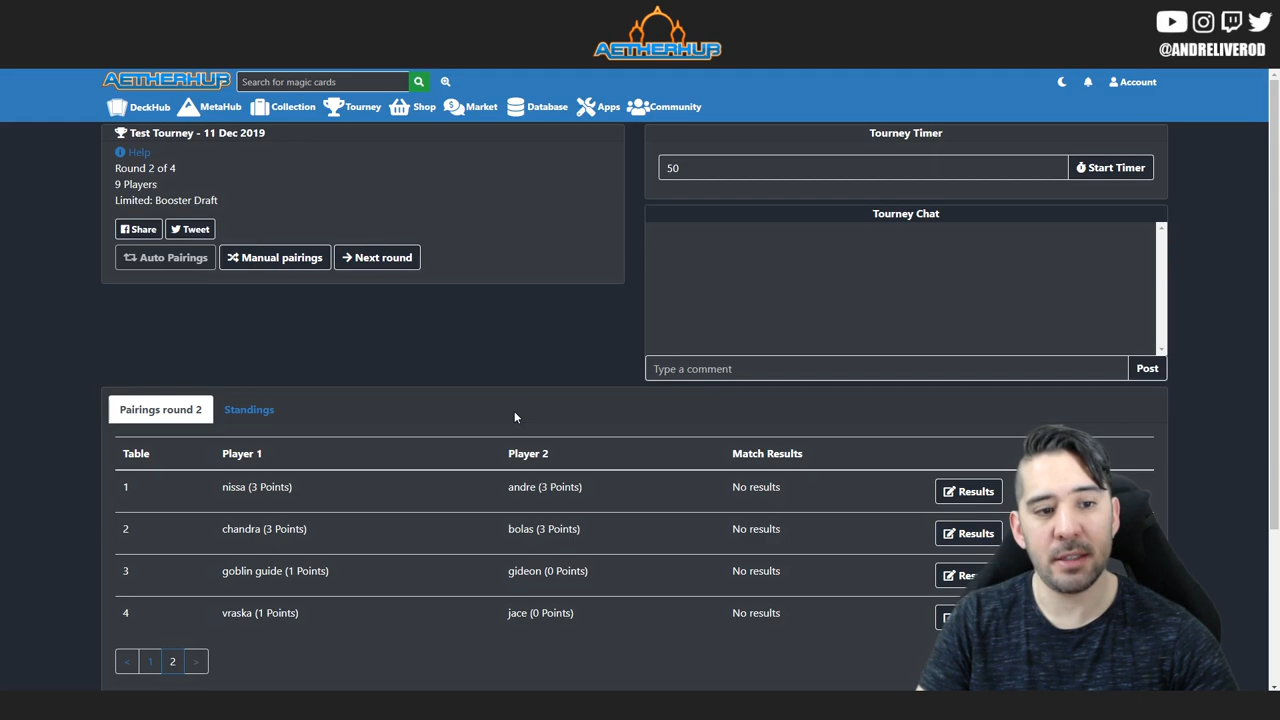 AETHERHUB
@ANDRELIVEROD
AETHERHUB Search for magic cards Account
DeckHub MetaHub Collection Tourney Shop Market Database Apps Community
Test Tourney - 11 Dec 2019
Help
Round 2 of 4
9 Players
Limited: Booster Draft
Share Tweet
Auto Pairings Manual pairings Next round
Tourney Timer
50 Start Timer
Tourney Chat
Type a comment Post
Pairings round 2 Standings
Table Player 1 Player 2 Match Results
1 nissa (3 Points) andre (3 Points) No results Results
2 chandra (3 Points) bolas (3 Points) No results Results
3 goblin guide (1 Points) gideon (0 Points) No results Res
4 vraska (1 Points) jace (0 Points) No results
< 1 2 >